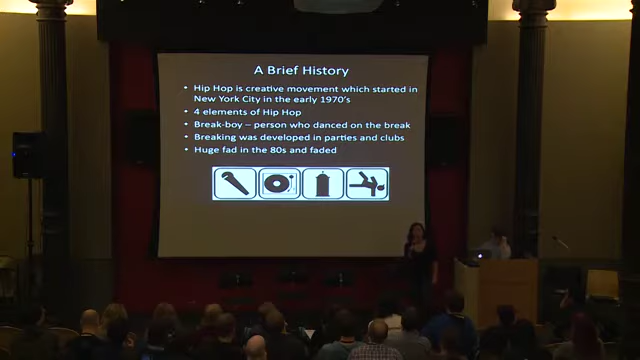 A Brief History
• Hip Hop is creative movement which started in
New York City in the early 1970's
• 4 elements of Hip Hop
• Break-boy – person who danced on the break
• Breaking was developed in parties and clubs
• Huge fad in the 80s and faded